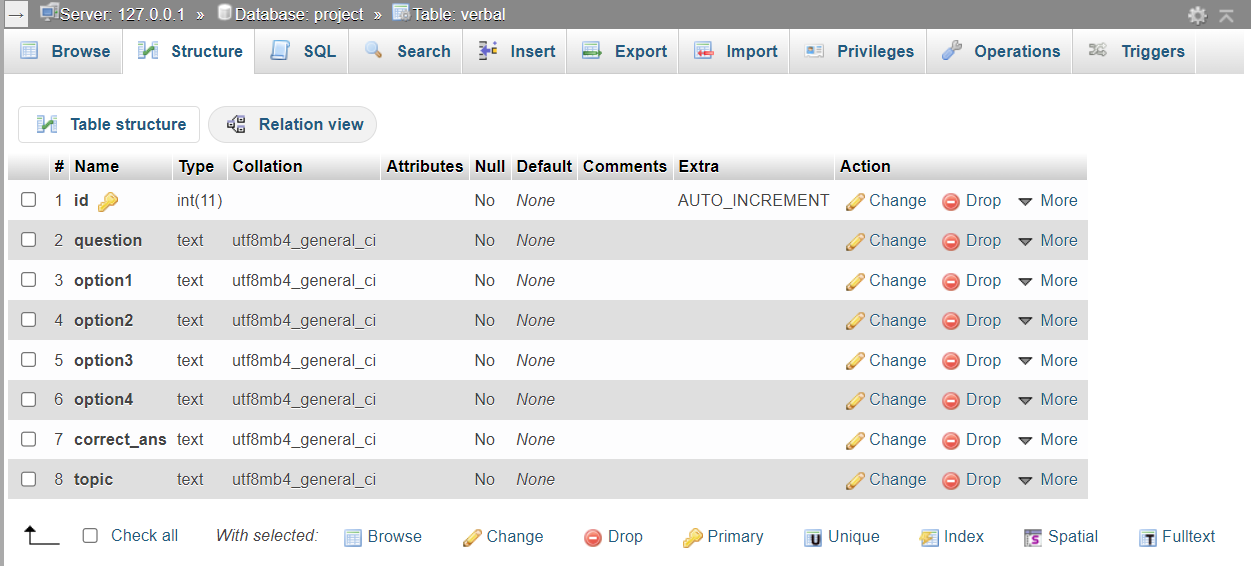 Server: 127.0.0.1 » Database: project » Table: verbal
Browse Structure SQL Search Insert Export Import Privileges Operations Triggers
Table structure Relation view
# Name Type Collation Attributes Null Default Comments Extra Action
1 id int(11) No None AUTO_INCREMENT Change Drop More
2 question text utf8mb4_general_ci No None Change Drop More
3 option1 text utf8mb4_general_ci No None Change Drop More
4 option2 text utf8mb4_general_ci No None Change Drop More
5 option3 text utf8mb4_general_ci No None Change Drop More
6 option4 text utf8mb4_general_ci No None Change Drop More
7 correct_ans text utf8mb4_general_ci No None Change Drop More
8 topic text utf8mb4_general_ci No None Change Drop More
Check all With selected: Browse Change Drop Primary Unique Index Spatial Fulltext